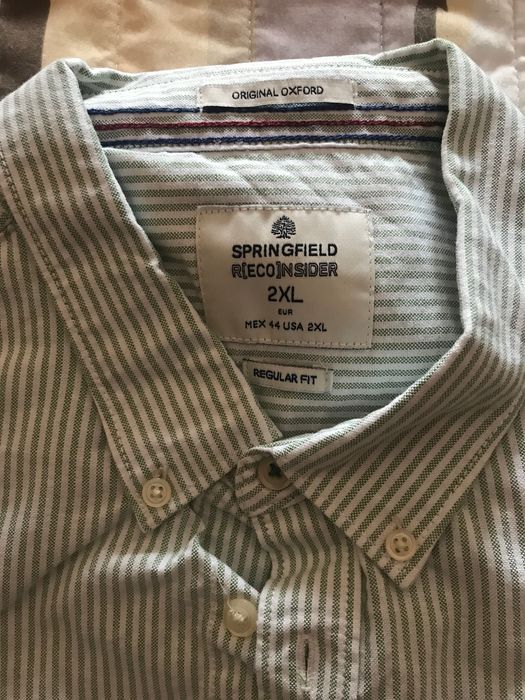 ORIGINAL OXFORD
SPRINGFIELD
R[ECO]NSIDER
2XL
EUR
MEX 44 USA 2XL
REGULAR FIT